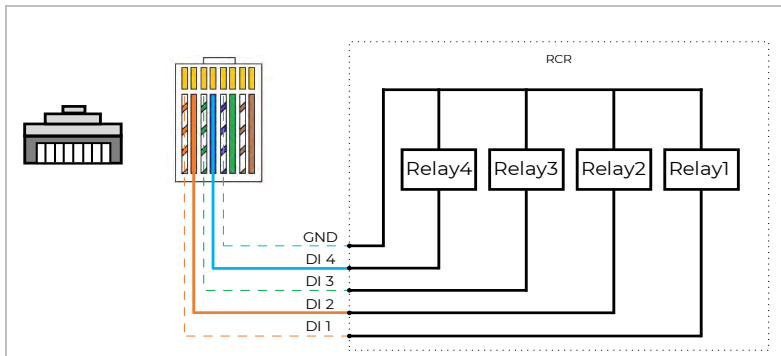 RCR
Relay4 Relay3 Relay2 Relay1
GND
DI 4
DI 3
DI 2
DI 1